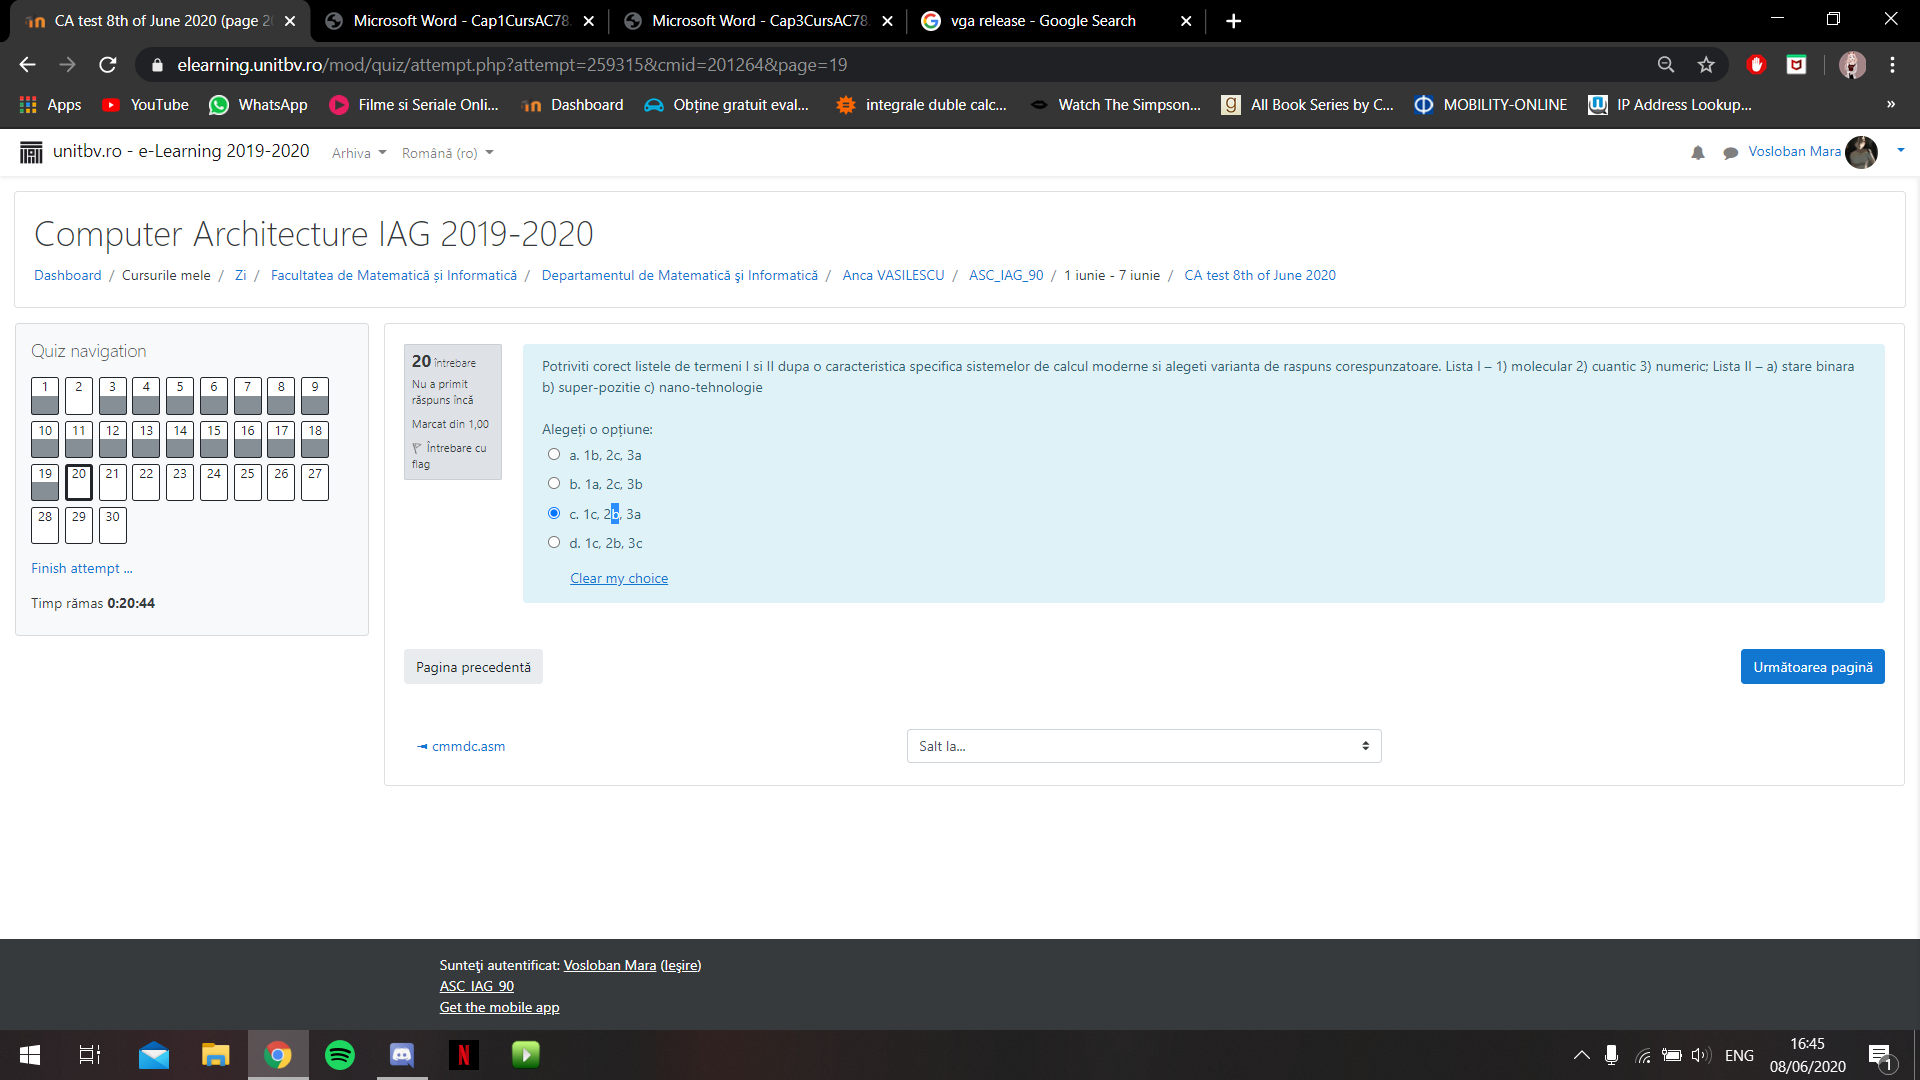 CA test 8th of June 2020 (page 20
Microsoft Word - Cap1CursAC78.
Microsoft Word - Cap3CursAC78.
vga release - Google Search
elearning.unitbv.ro/mod/quiz/attempt.php?attempt=259315&cmid=201264&page=19
Apps
YouTube
WhatsApp
Filme si Seriale Onli...
Dashboard
Obține gratuit eval...
integrale duble calc...
Watch The Simpson...
All Book Series by C...
MOBILITY-ONLINE
IP Address Lookup...
»
unitbv.ro - e-Learning 2019-2020
Arhiva
Română (ro)
Vosloban Mara
Computer Architecture IAG 2019-2020
Dashboard / Cursurile mele / Zi / Facultatea de Matematică și Informatică / Departamentul de Matematică şi Informatică / Anca VASILESCU / ASC_IAG_90 / 1 iunie - 7 iunie / CA test 8th of June 2020
Quiz navigation
1 2 3 4 5 6 7 8 9
10 11 12 13 14 15 16 17 18
19 20 21 22 23 24 25 26 27
28 29 30
Finish attempt ...
Timp rămas 0:20:44
20 întrebare
Nu a primit
răspuns încă
Marcat din 1,00
Întrebare cu
flag
Potriviti corect listele de termeni I si II dupa o caracteristica specifica sistemelor de calcul moderne si alegeti varianta de raspuns corespunzatoare. Lista I – 1) molecular 2) cuantic 3) numeric; Lista II – a) stare binara
b) super-pozitie c) nano-tehnologie
Alegeți o opțiune:
a. 1b, 2c, 3a
b. 1a, 2c, 3b
c. 1c, 2b, 3a
d. 1c, 2b, 3c
Clear my choice
Pagina precedentă
Următoarea pagină
◄ cmmdc.asm
Salt la...
Sunteţi autentificat: Vosloban Mara (Ieşire)
ASC_IAG_90
Get the mobile app
ENG
16:45
08/06/2020
1